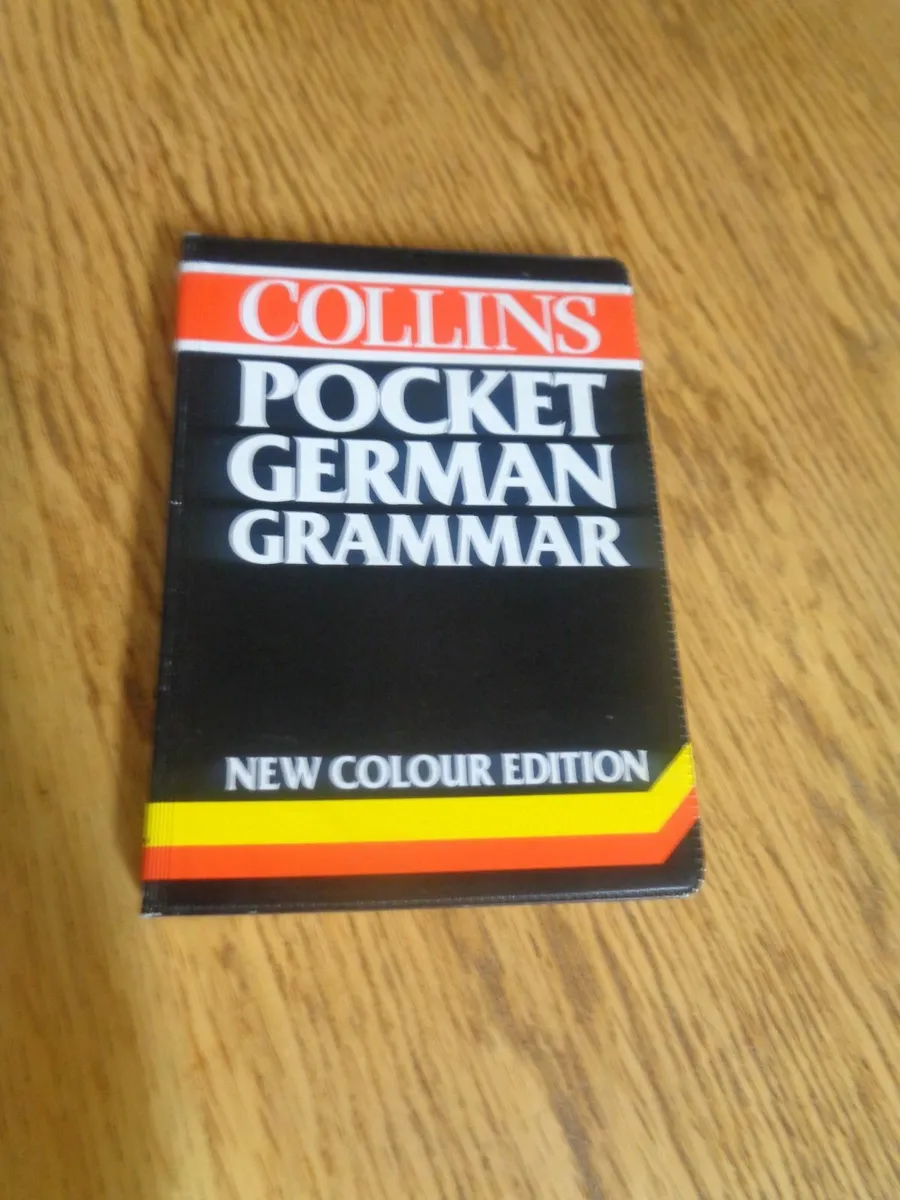 COLLINS
POCKET
GERMAN
GRAMMAR
NEW COLOUR EDITION